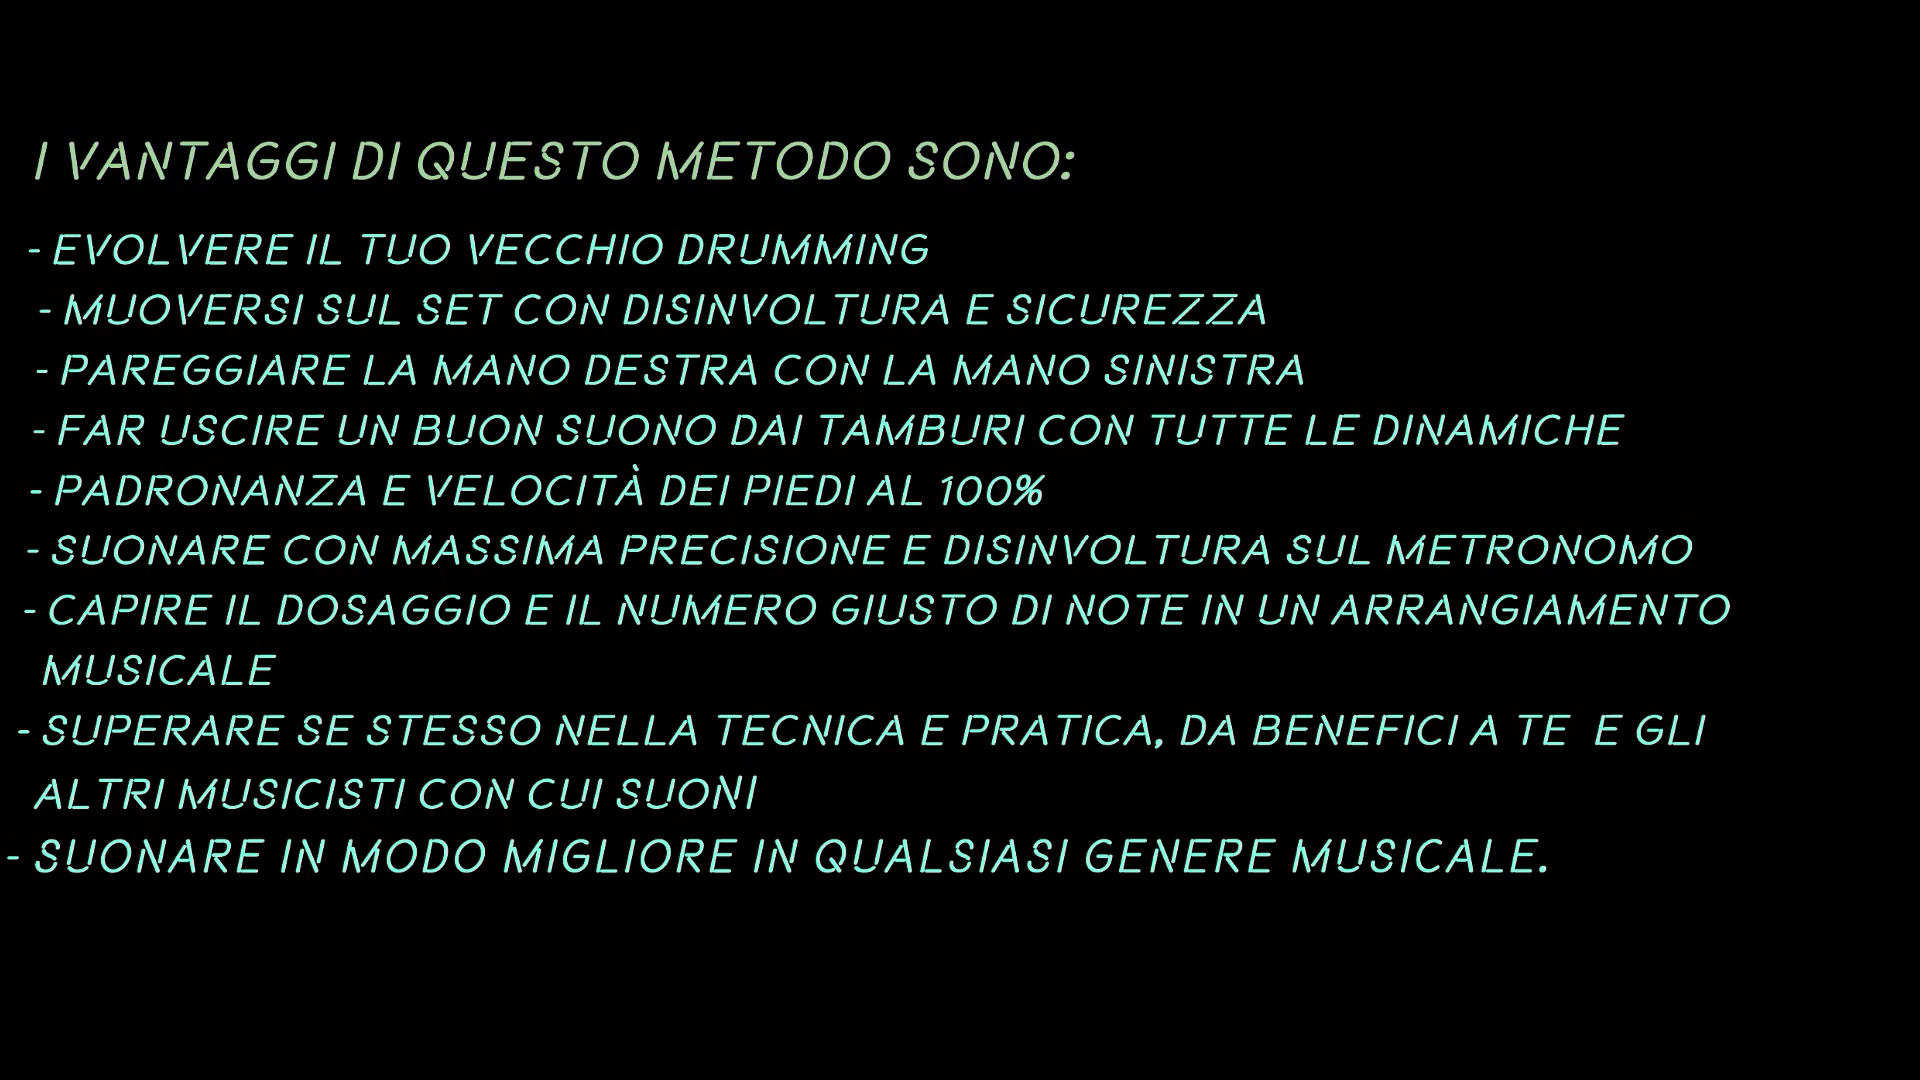 I VANTAGGI DI QUESTO METODO SONO:
- EVOLVERE IL TUO VECCHIO DRUMMING
- MUOVERSI SUL SET CON DISINVOLTURA E SICUREZZA
- PAREGGIARE LA MANO DESTRA CON LA MANO SINISTRA
- FAR USCIRE UN BUON SUONO DAI TAMBURI CON TUTTE LE DINAMICHE
- PADRONANZA E VELOCITÀ DEI PIEDI AL 100%
- SUONARE CON MASSIMA PRECISIONE E DISINVOLTURA SUL METRONOMO
- CAPIRE IL DOSAGGIO E IL NUMERO GIUSTO DI NOTE IN UN ARRANGIAMENTO
MUSICALE
- SUPERARE SE STESSO NELLA TECNICA E PRATICA, DA BENEFICI A TE  E GLI
ALTRI MUSICISTI CON CUI SUONI
- SUONARE IN MODO MIGLIORE IN QUALSIASI GENERE MUSICALE.